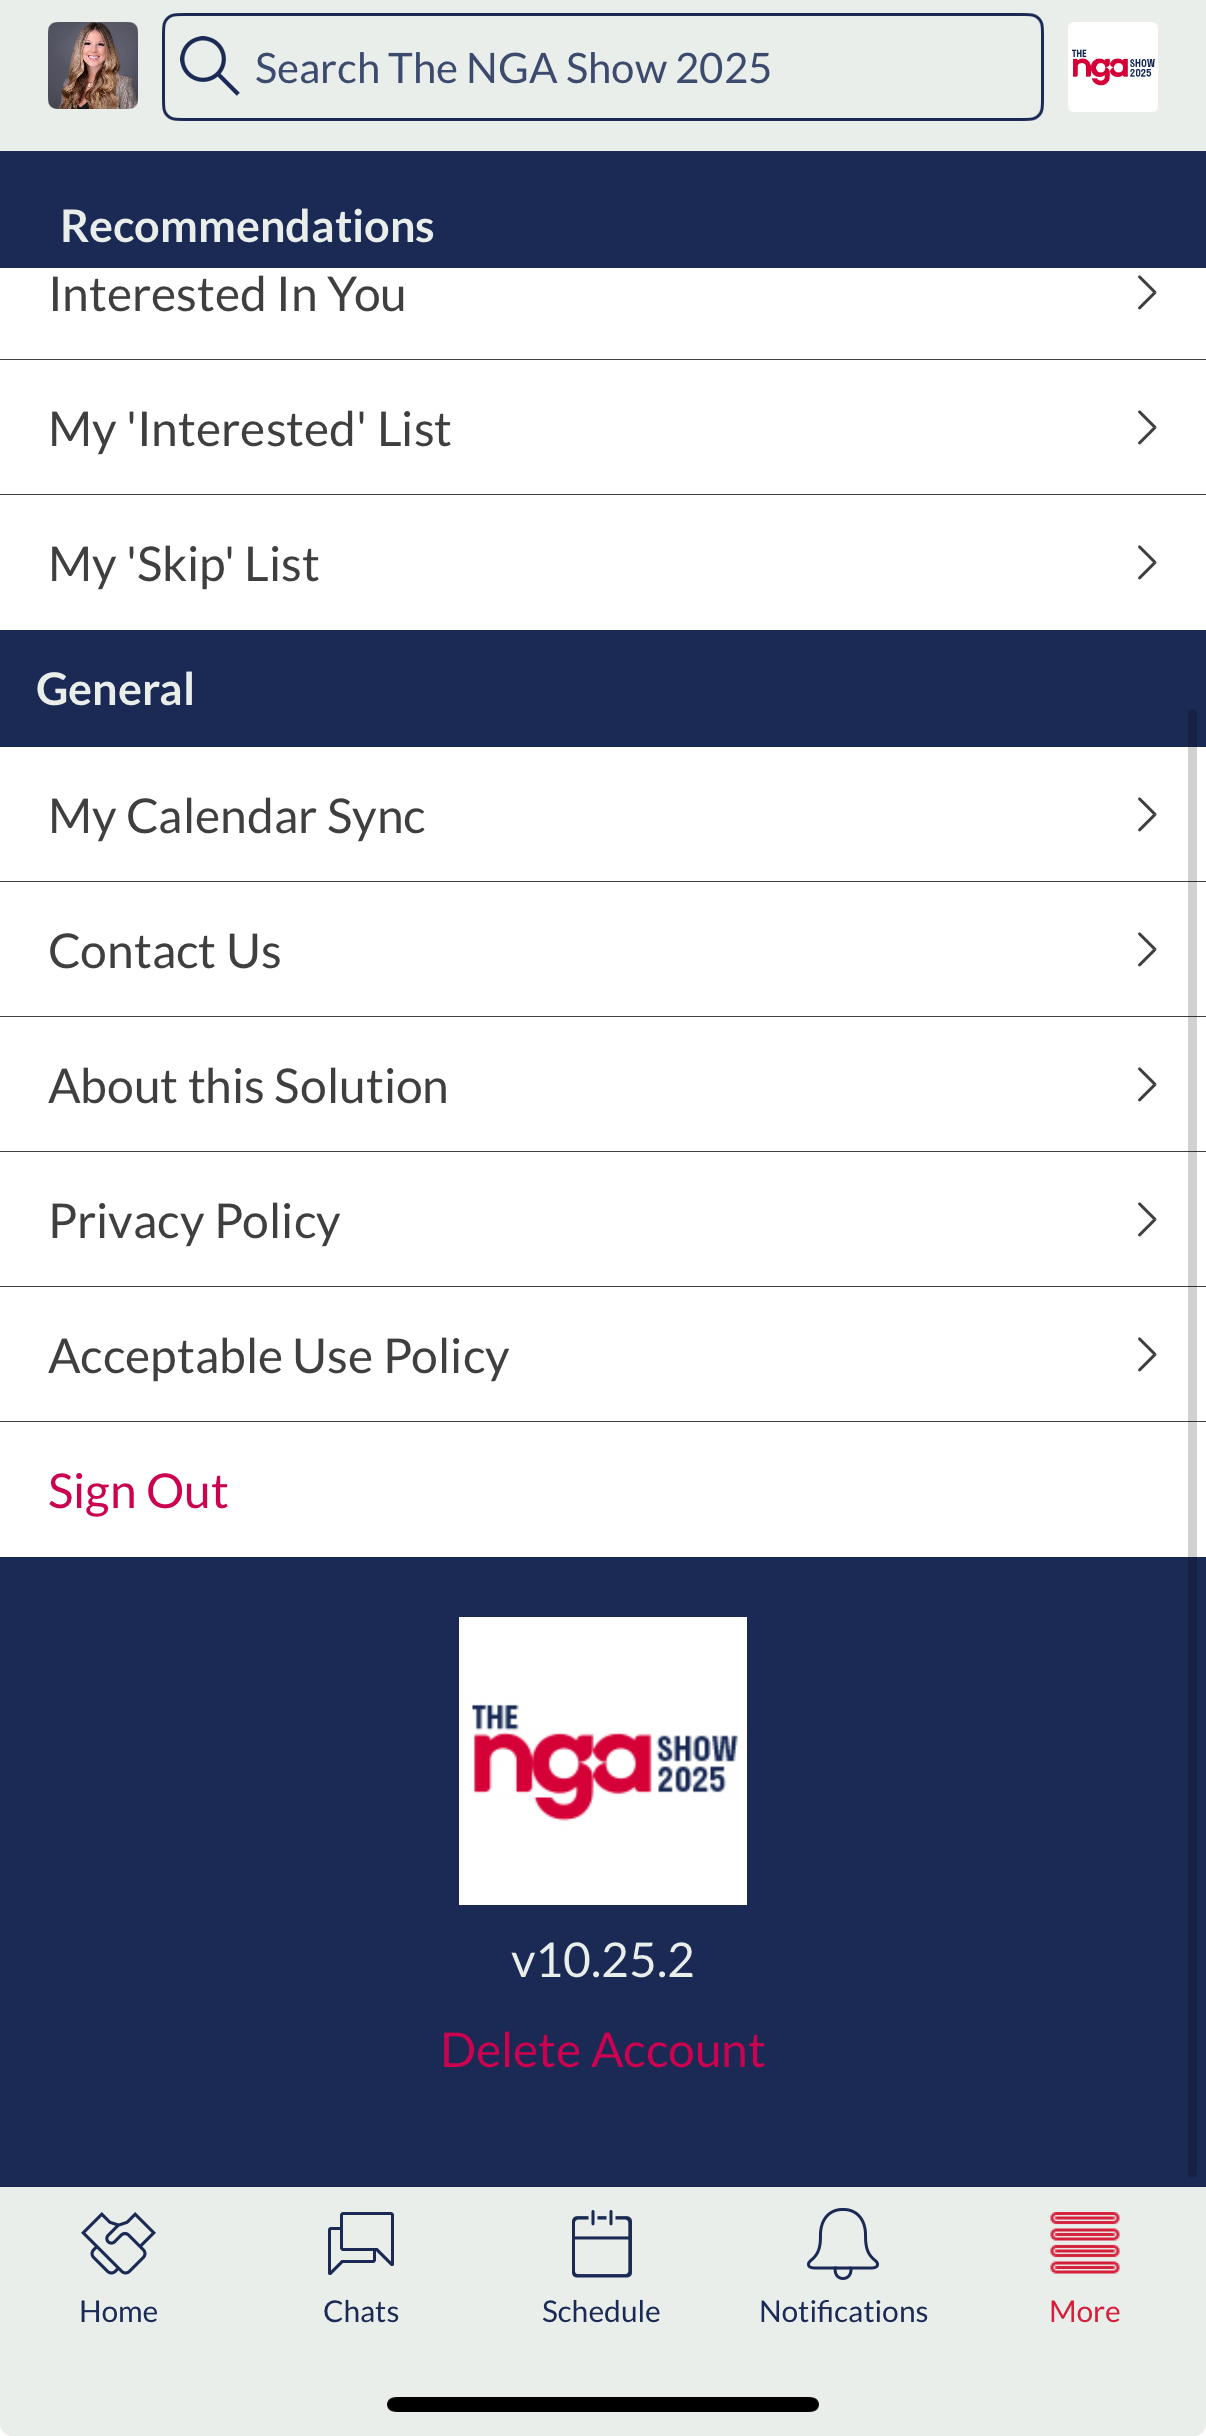 Search The NGA Show 2025
THE
nga SHOW
2025
Recommendations
Interested In You
My 'Interested' List
My 'Skip' List
General
My Calendar Sync
Contact Us
About this Solution
Privacy Policy
Acceptable Use Policy
Sign Out
THE
nga SHOW
2025
v10.25.2
Delete Account
Home
Chats
Schedule
Notifications
More